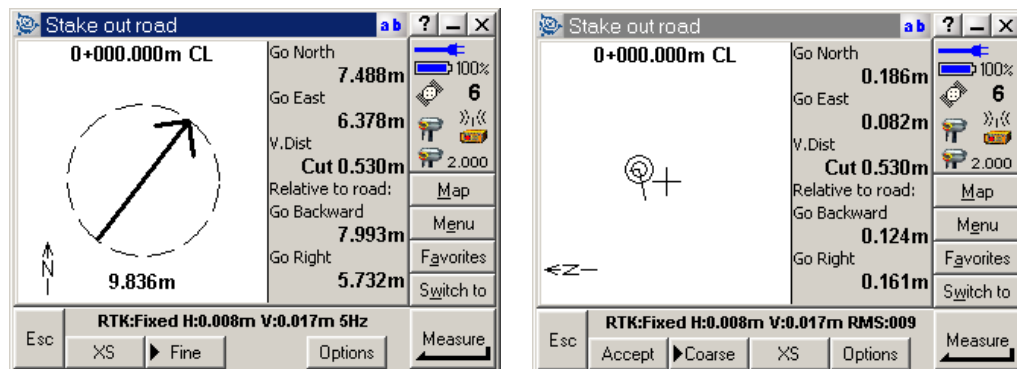 Stake out road
ab
?
0+000.000m CL
Go North
7.488m
100%
Go East
6
6.378m
V.Dist
Cut 0.530m
2.000
Relative to road:
Map
Go Backward
7.993m
Menu
Go Right
Favorites
N
9.836m
5.732m
Switch to
RTK:Fixed H:0.008m V:0.017m 5Hz
Esc
Measure
XS
Fine
Options
Stake out road
ab
?
0+000.000m CL
Go North
0.186m
100%
Go East
6
0.082m
V.Dist
Cut 0.530m
2.000
Relative to road:
Map
Go Backward
0.124m
Menu
Go Right
Favorites
N
0.161m
Switch to
RTK:Fixed H:0.008m V:0.017m RMS:009
Esc
Measure
Accept
Coarse
XS
Options